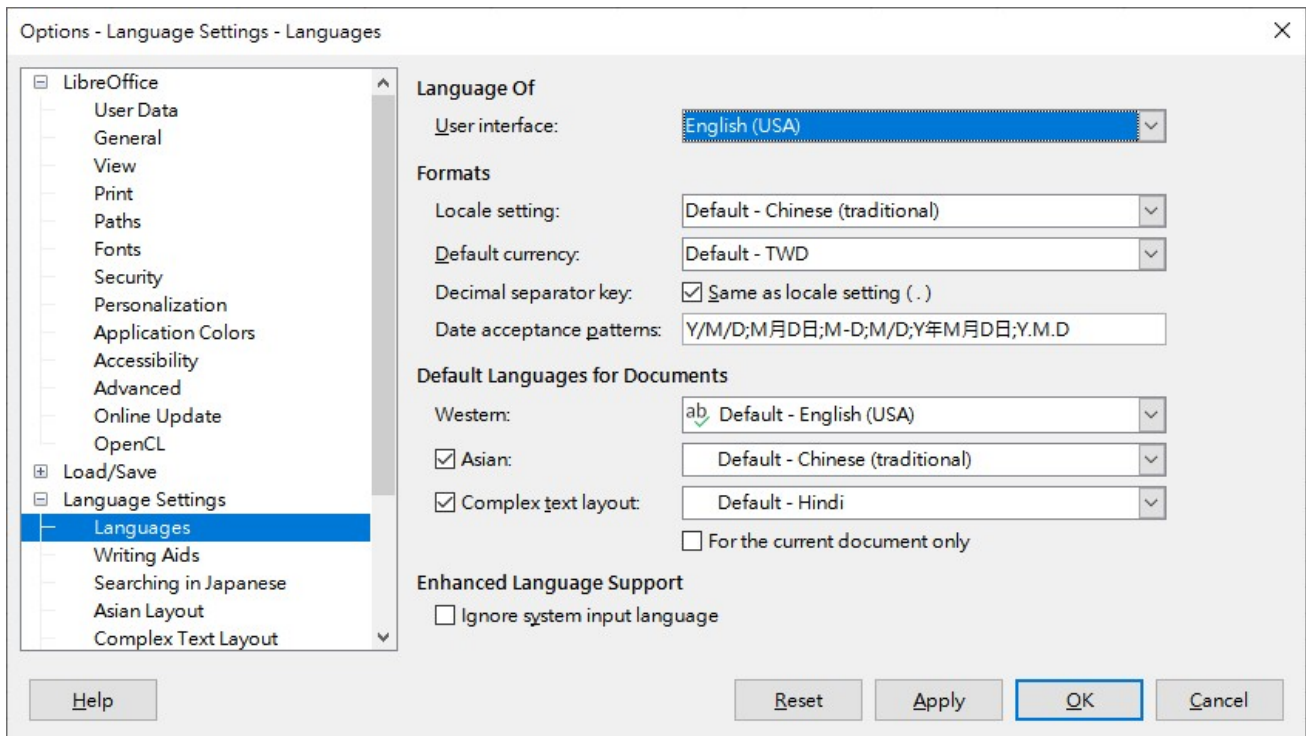 Options - Language Settings - Languages
LibreOffice
User Data
General
View
Print
Paths
Fonts
Security
Personalization
Application Colors
Accessibility
Advanced
Online Update
OpenCL
Load/Save
Language Settings
Languages
Writing Aids
Searching in Japanese
Asian Layout
Complex Text Layout
Language Of
User interface: English (USA)
Formats
Locale setting: Default - Chinese (traditional)
Default currency: Default - TWD
Decimal separator key: Same as locale setting ( . )
Date acceptance patterns: Y/M/D;M月D日;M-D;M/D;Y年M月D日;Y.M.D
Default Languages for Documents
Western: ab Default - English (USA)
Asian: Default - Chinese (traditional)
Complex text layout: Default - Hindi
For the current document only
Enhanced Language Support
Ignore system input language
Help Reset Apply OK Cancel